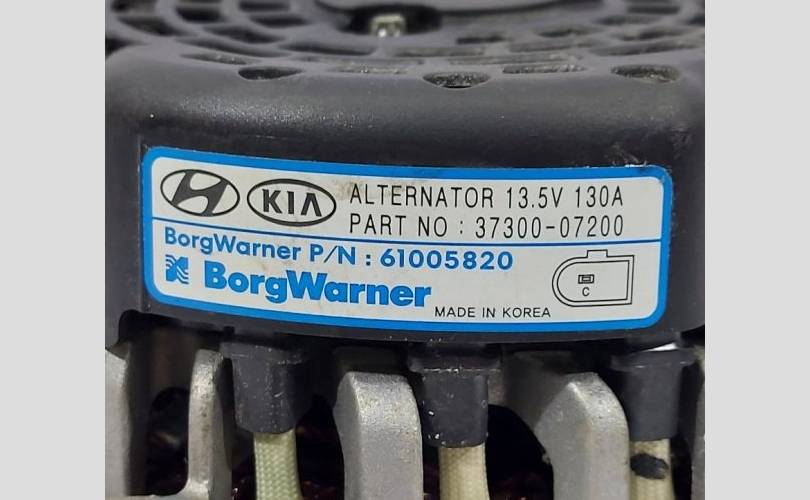 KIA ALTERNATOR 13.5V 130A
PART NO : 37300-07200
BorgWarner P/N : 61005820
BorgWarner
C
MADE IN KOREA